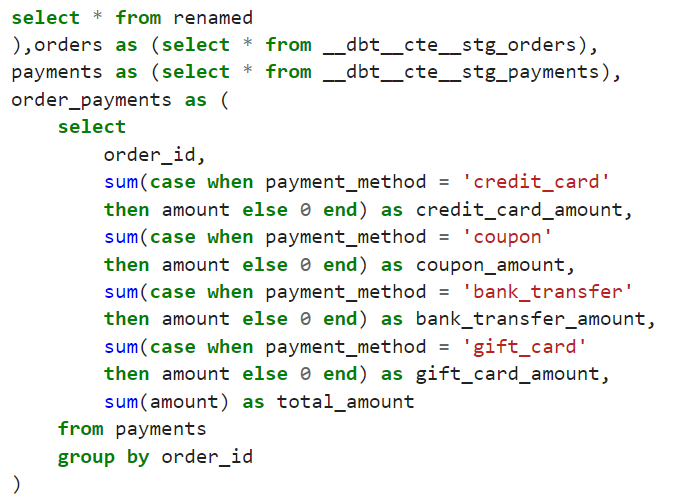 select * from renamed
),orders as (select * from __dbt__cte__stg_orders),
payments as (select * from __dbt__cte__stg_payments),
order_payments as (
    select
        order_id,
        sum(case when payment_method = 'credit_card'
        then amount else 0 end) as credit_card_amount,
        sum(case when payment_method = 'coupon'
        then amount else 0 end) as coupon_amount,
        sum(case when payment_method = 'bank_transfer'
        then amount else 0 end) as bank_transfer_amount,
        sum(case when payment_method = 'gift_card'
        then amount else 0 end) as gift_card_amount,
        sum(amount) as total_amount
    from payments
    group by order_id
)